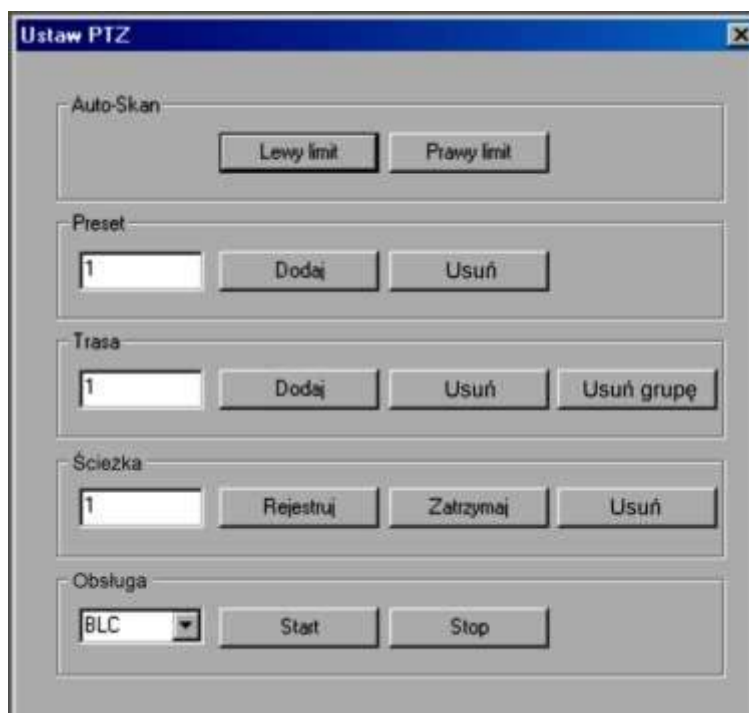 Ustaw PTZ
Auto-Skan
Lewy limit Prawy limit
Preset
1 Dodaj Usuń
Trasa
1 Dodaj Usuń Usuń grupę
Ścieżka
1 Rejestruj Zatrzymaj Usuń
Obsługa
BLC Start Stop